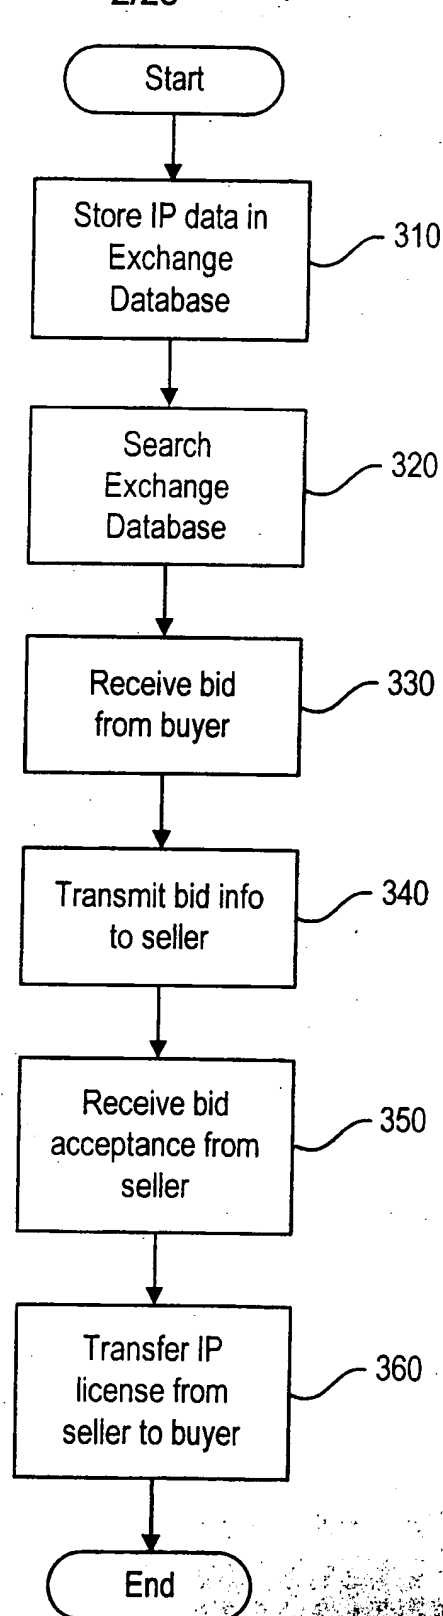 Start
Store IP data in
Exchange
Database
310
Search
Exchange
Database
320
Receive bid
from buyer
330
Transmit bid info
to seller
340
Receive bid
acceptance from
seller
350
Transfer IP
license from
seller to buyer
360
End